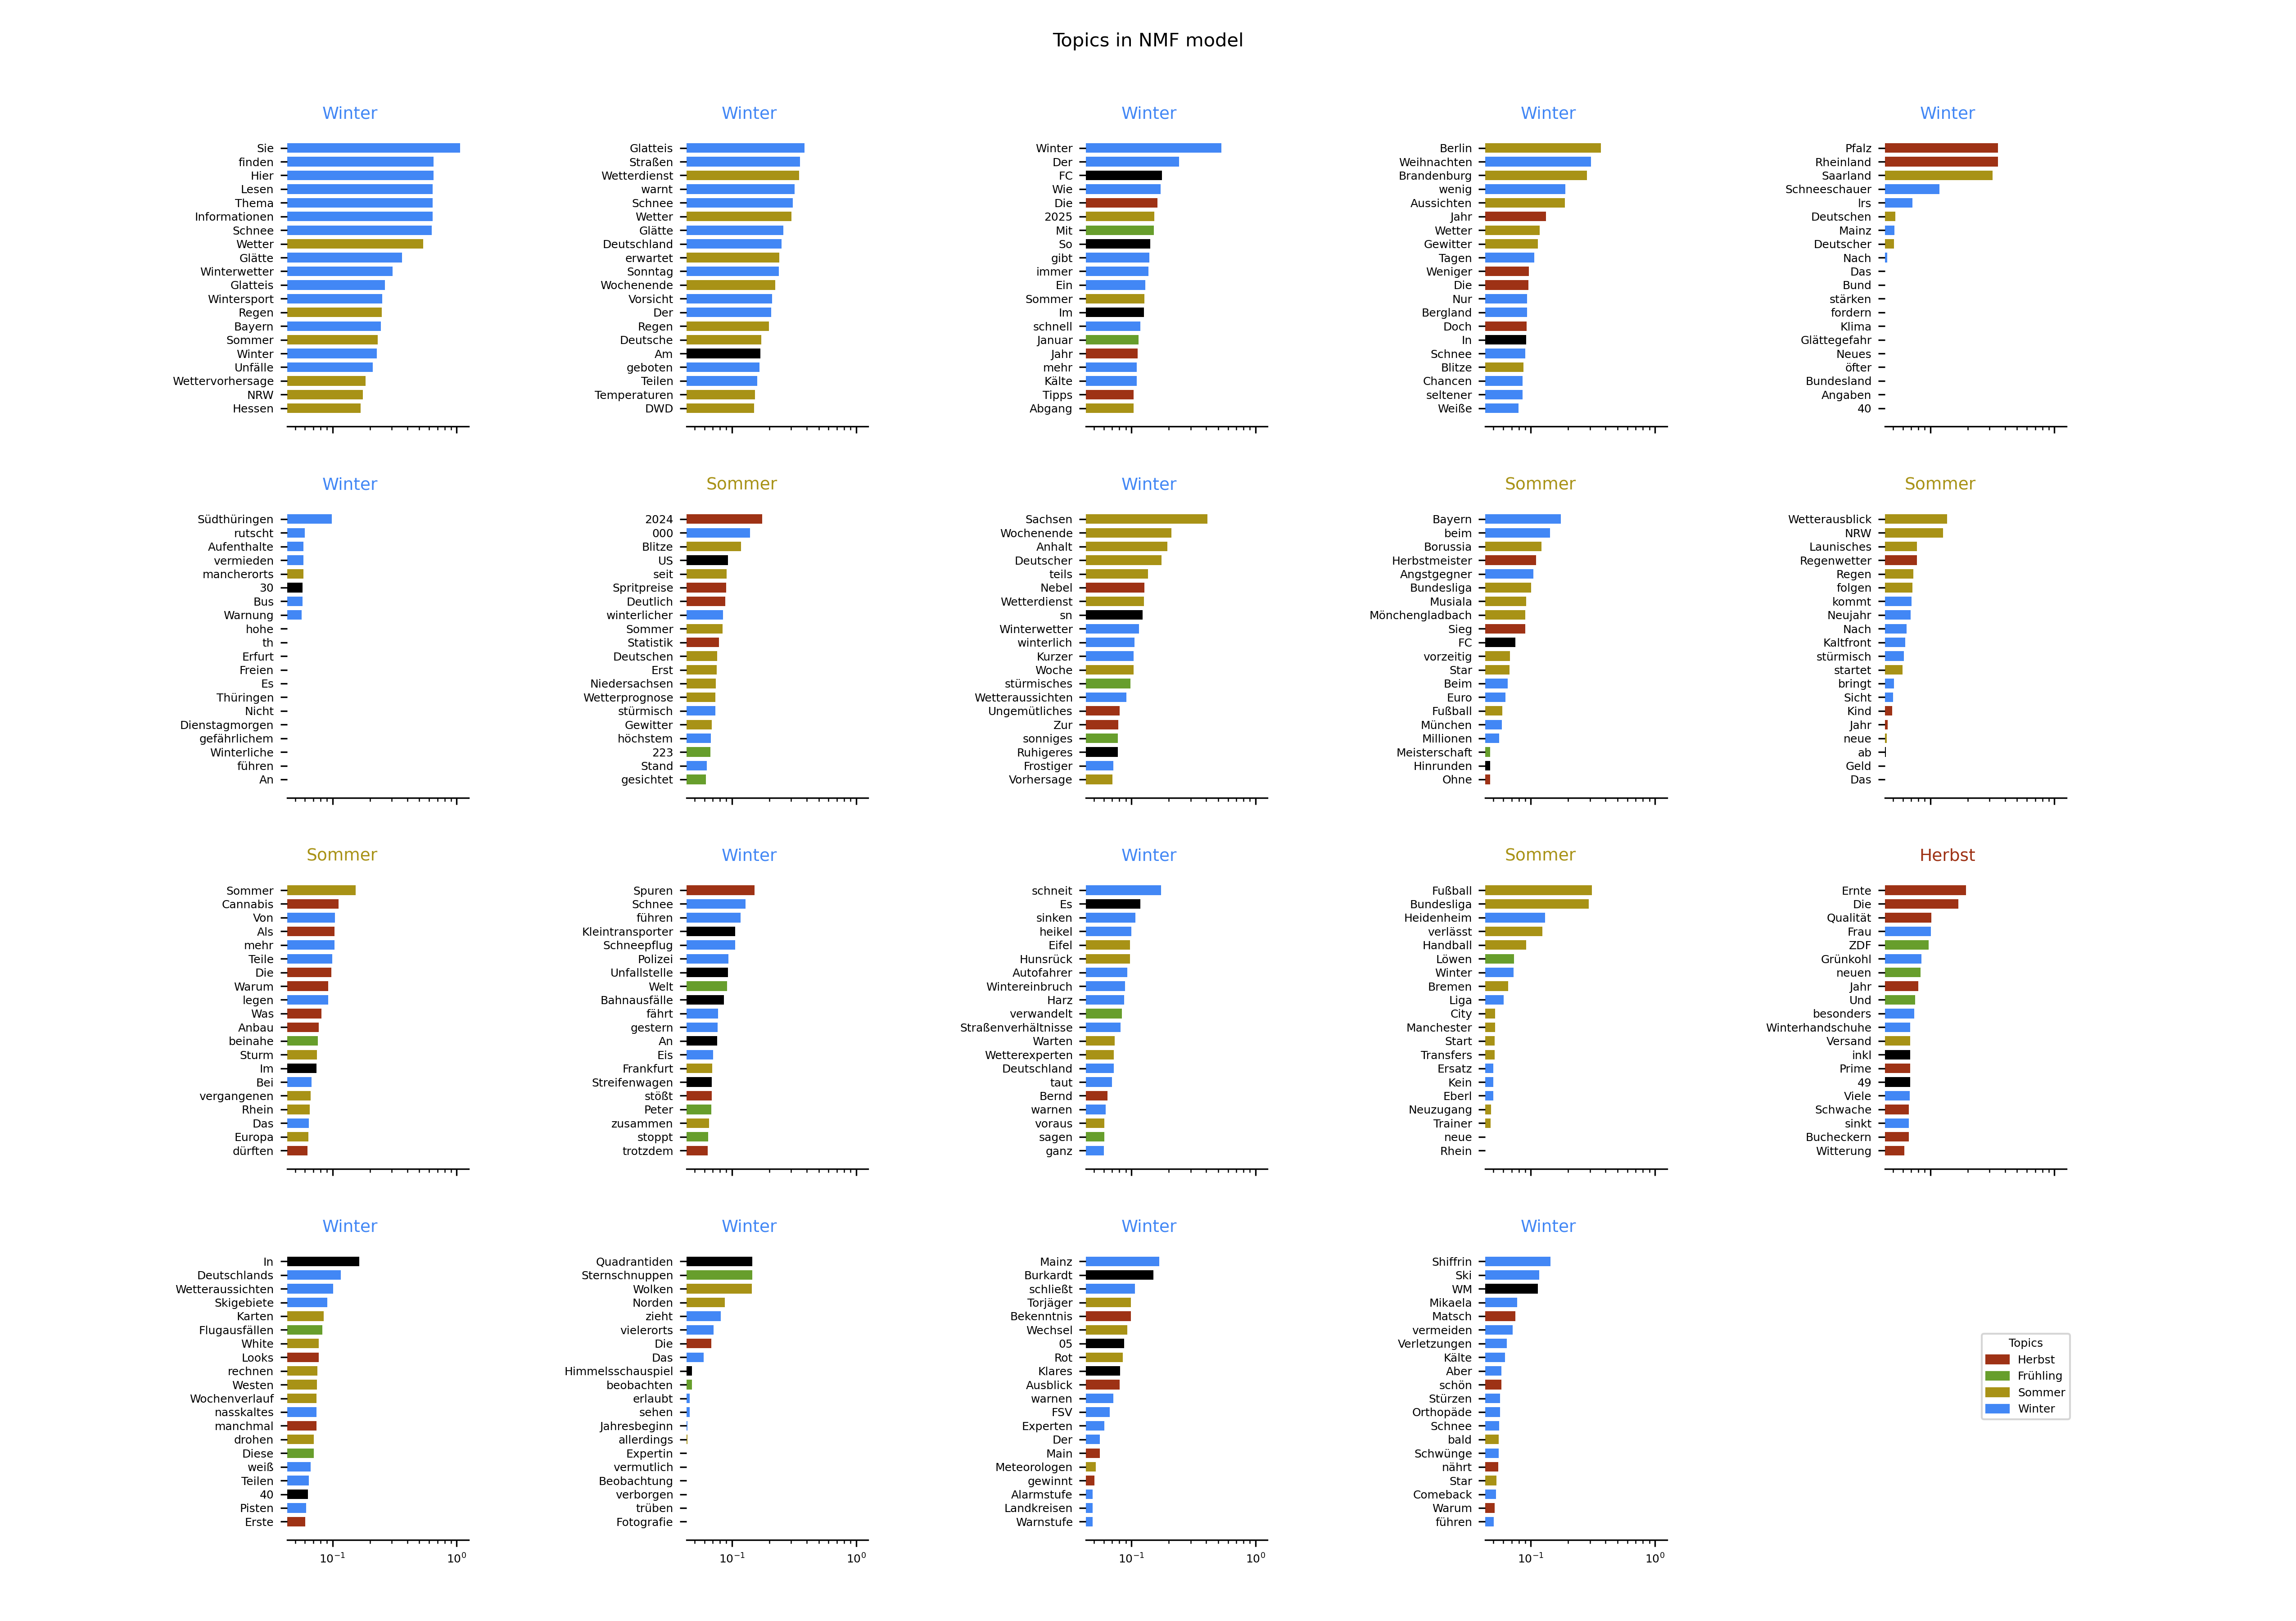 Topics in NMF model
Winter
Sie
finden
Hier
Lesen
Thema
Informationen
Schnee
Wetter
Glätte
Winterwetter
Glatteis
Wintersport
Regen
Bayern
Sommer
Winter
Unfälle
Wettervorhersage
NRW
Hessen
Winter
Glatteis
Straßen
Wetterdienst
warnt
Schnee
Wetter
Glätte
Deutschland
erwartet
Sonntag
Wochenende
Vorsicht
Der
Regen
Deutsche
Am
geboten
Teilen
Temperaturen
DWD
Winter
Winter
Der
FC
Wie
Die
2025
Mit
So
gibt
immer
Ein
Sommer
Im
schnell
Januar
Jahr
mehr
Kälte
Tipps
Abgang
Winter
Berlin
Weihnachten
Brandenburg
wenig
Aussichten
Jahr
Wetter
Gewitter
Tagen
Weniger
Die
Nur
Bergland
Doch
In
Schnee
Blitze
Chancen
seltener
Weiße
Winter
Pfalz
Rheinland
Saarland
Schneeschauer
lrs
Deutschen
Mainz
Deutscher
Nach
Das
Bund
stärken
fordern
Klima
Glättegefahr
Neues
öfter
Bundesland
Angaben
40
Winter
Südthüringen
rutscht
Aufenthalte
vermieden
mancherorts
30
Bus
Warnung
hohe
th
Erfurt
Freien
Es
Thüringen
Nicht
Dienstagmorgen
gefährlichem
Winterliche
führen
An
Sommer
2024
000
Blitze
US
seit
Spritpreise
Deutlich
winterlicher
Sommer
Statistik
Deutschen
Erst
Niedersachsen
Wetterprognose
stürmisch
Gewitter
höchstem
223
Stand
gesichtet
Winter
Sachsen
Wochenende
Anhalt
Deutscher
teils
Nebel
Wetterdienst
sn
Winterwetter
winterlich
Kurzer
Woche
stürmisches
Wetteraussichten
Ungemütliches
Zur
sonniges
Ruhigeres
Frostiger
Vorhersage
Sommer
Bayern
beim
Borussia
Herbstmeister
Angstgegner
Bundesliga
Musiala
Mönchengladbach
Sieg
FC
vorzeitig
Star
Beim
Euro
Fußball
München
Millionen
Meisterschaft
Hinrunden
Ohne
Sommer
Wetterausblick
NRW
Launisches
Regenwetter
Regen
folgen
kommt
Neujahr
Nach
Kaltfront
stürmisch
startet
bringt
Sicht
Kind
Jahr
neue
ab
Geld
Das
Sommer
Sommer
Cannabis
Von
Als
mehr
Teile
Die
Warum
legen
Was
Anbau
beinahe
Sturm
Im
Bei
vergangenen
Rhein
Das
Europa
dürften
Winter
Spuren
Schnee
führen
Kleintransporter
Schneepflug
Polizei
Unfallstelle
Welt
Bahnausfälle
fährt
gestern
An
Eis
Frankfurt
Streifenwagen
stößt
Peter
zusammen
stoppt
trotzdem
Winter
schneit
Es
sinken
heikel
Eifel
Hunsrück
Autofahrer
Wintereinbruch
Harz
verwandelt
Straßenverhältnisse
Warten
Wetterexperten
Deutschland
taut
Bernd
warnen
voraus
sagen
ganz
Sommer
Fußball
Bundesliga
Heidenheim
verlässt
Handball
Löwen
Winter
Bremen
Liga
City
Manchester
Start
Transfers
Ersatz
Kein
Eberl
Neuzugang
Trainer
neue
Rhein
Herbst
Ernte
Die
Qualität
Frau
ZDF
Grünkohl
neuen
Jahr
Und
besonders
Winterhandschuhe
Versand
inkl
Prime
49
Viele
Schwache
sinkt
Bucheckern
Witterung
Winter
In
Deutschlands
Wetteraussichten
Skigebiete
Karten
Flugausfällen
White
Looks
rechnen
Westen
Wochenverlauf
nasskaltes
manchmal
drohen
Diese
weiß
Teilen
40
Pisten
Erste
10⁻¹ 10⁰
Winter
Quadrantiden
Sternschnuppen
Wolken
Norden
zieht
vielerorts
Die
Das
Himmelsschauspiel
beobachten
erlaubt
sehen
Jahresbeginn
allerdings
Expertin
vermutlich
Beobachtung
verborgen
trüben
Fotografie
10⁻¹ 10⁰
Winter
Mainz
Burkardt
schließt
Torjäger
Bekenntnis
Wechsel
05
Rot
Klares
Ausblick
warnen
FSV
Experten
Der
Main
Meteorologen
gewinnt
Alarmstufe
Landkreisen
Warnstufe
10⁻¹ 10⁰
Winter
Shiffrin
Ski
WM
Mikaela
Matsch
vermeiden
Verletzungen
Kälte
Aber
schön
Stürzen
Orthopäde
Schnee
bald
Schwünge
nährt
Star
Comeback
Warum
führen
10⁻¹ 10⁰
Topics
Herbst
Frühling
Sommer
Winter